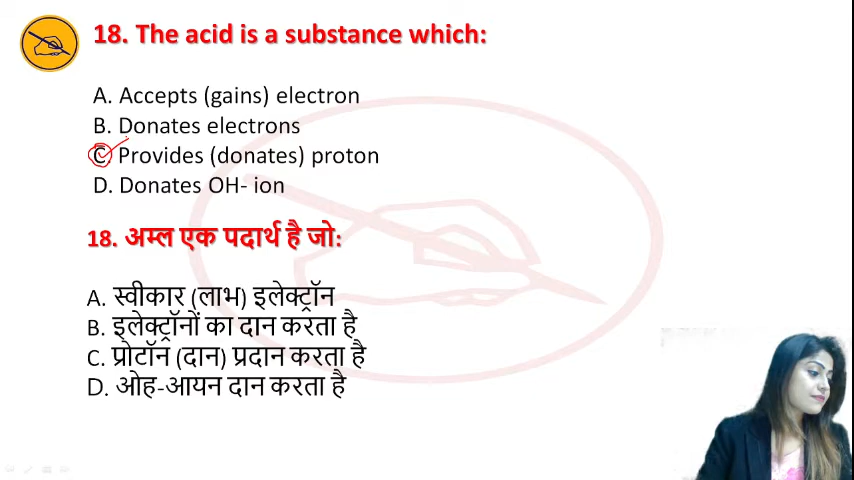 18. The acid is a substance which:
A. Accepts (gains) electron
B. Donates electrons
C. Provides (donates) proton
D. Donates OH- ion
18. अम्ल एक पदार्थ है जो:
A. स्वीकार (लाभ) इलेक्ट्रॉन
B. इलेक्ट्रॉनों का दान करता है
C. प्रोटॉन (दान) प्रदान करता है
D. ओह-आयन दान करता है